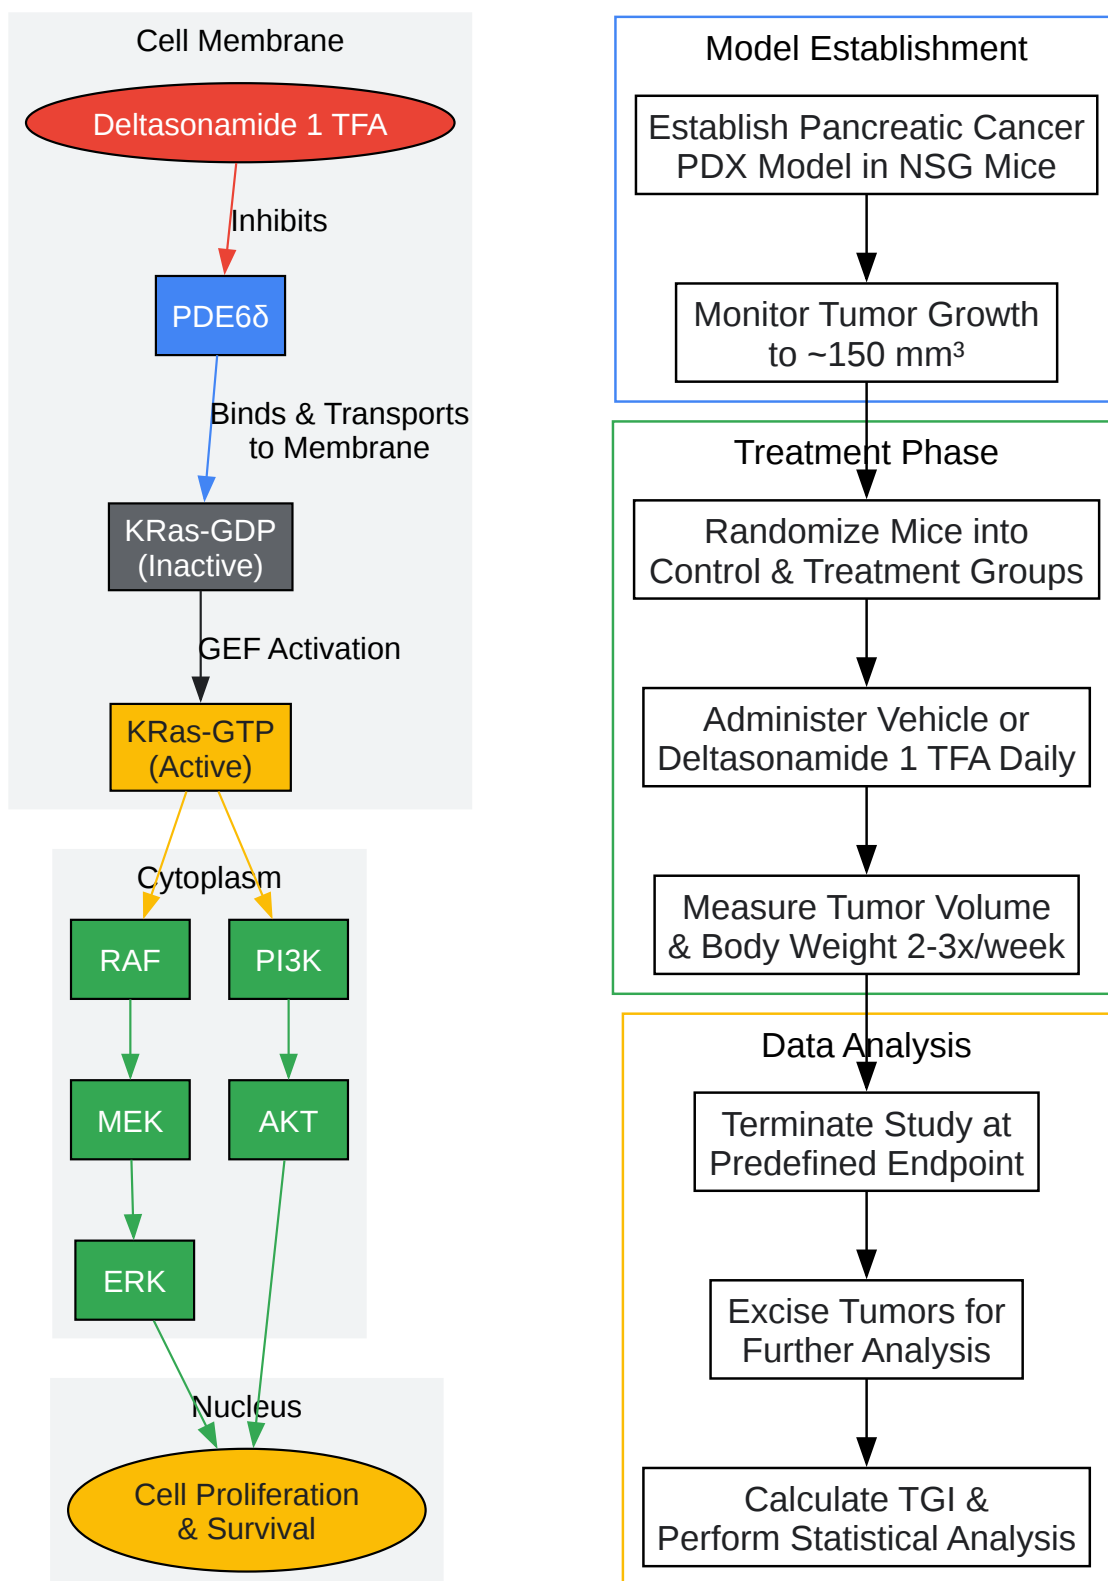 Cell Membrane
Deltasonamide 1 TFA
Inhibits
PDE6δ
Binds & Transports
to Membrane
KRas-GDP
(Inactive)
GEF Activation
KRas-GTP
(Active)
Cytoplasm
RAF
PI3K
MEK
AKT
ERK
Nucleus
Cell Proliferation
& Survival
Model Establishment
Establish Pancreatic Cancer
PDX Model in NSG Mice
Monitor Tumor Growth
to ~150 mm³
Treatment Phase
Randomize Mice into
Control & Treatment Groups
Administer Vehicle or
Deltasonamide 1 TFA Daily
Measure Tumor Volume
& Body Weight 2-3x/week
Data Analysis
Terminate Study at
Predefined Endpoint
Excise Tumors for
Further Analysis
Calculate TGI &
Perform Statistical Analysis